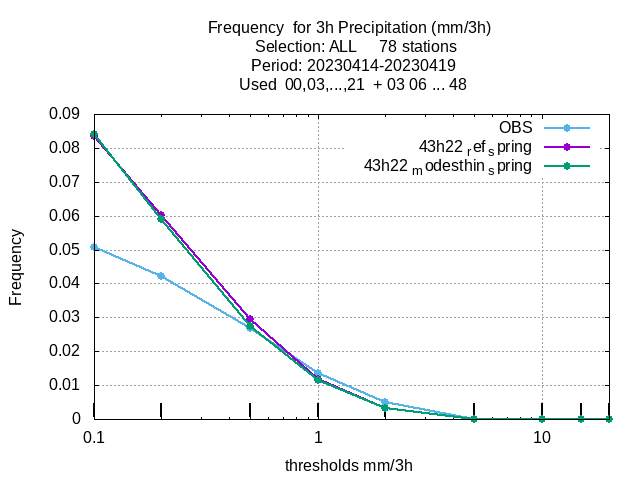 Frequency  for 3h Precipitation (mm/3h)
Selection: ALL     78 stations
Period: 20230414-20230419
Used  00,03,...,21  + 03 06 ... 48
0.09
0.08
0.07
0.06
0.05
0.04
0.03
0.02
0.01
0
Frequency
OBS
43h22 ref spring
43h22 modesthin spring
0.1
1
10
thresholds mm/3h